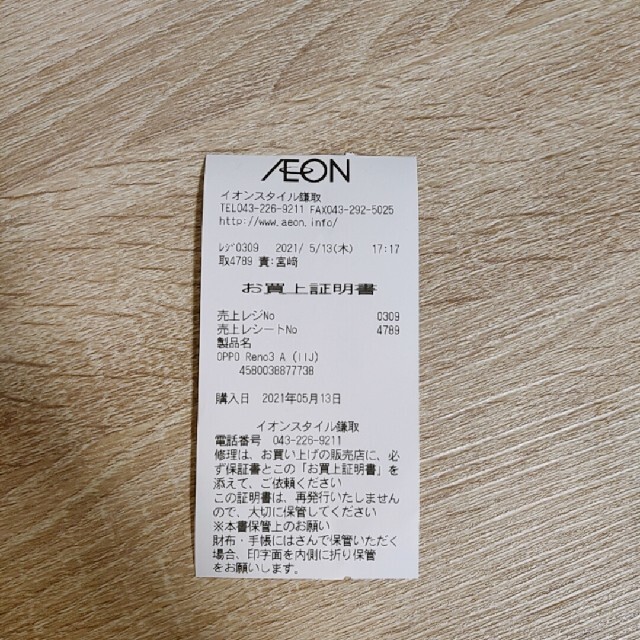 ÆON
イオンスタイル鎌取
TEL043-226-9211 FAX043-292-5025
http://www.aeon.info/
ﾚｼﾞ0309 2021/ 5/13(木) 17:17
取4789 責:宮﨑
お買上証明書
売上レジNo 0309
売上レシートNo 4789
製品名
OPPO Reno3 A (IIJ)
4580038877738
購入日 2021年05月13日
イオンスタイル鎌取
電話番号 043-226-9211
修理は、お買い上げの販売店に、必
ず保証書とこの「お買上証明書」を
添えて、ご依頼ください
この証明書は、再発行いたしません
ので、大切に保管してください
※本書保管上のお願い
財布・手帳にはさんで保管いただく
場合、印字面を内側に折り保管
をお願いします。